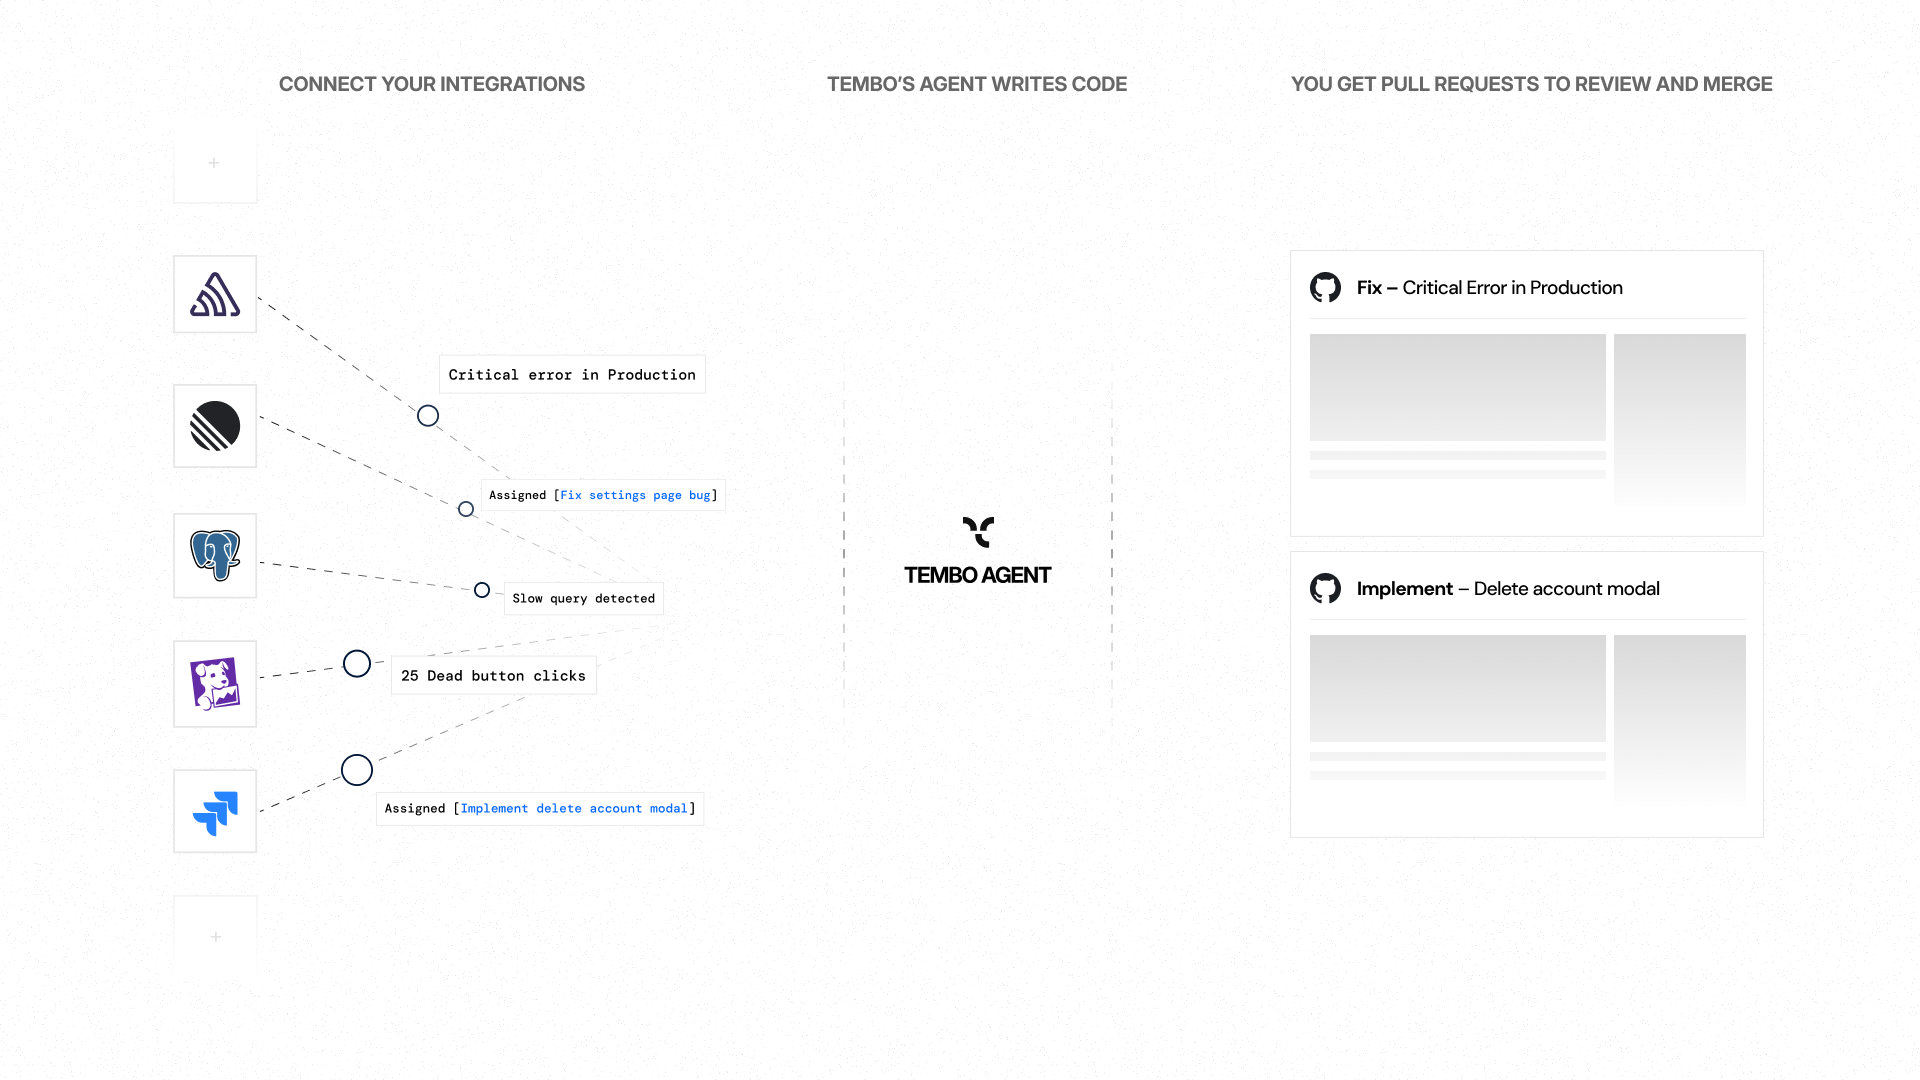 CONNECT YOUR INTEGRATIONS
TEMBO’S AGENT WRITES CODE
YOU GET PULL REQUESTS TO REVIEW AND MERGE
+
Critical error in Production
Assigned [Fix settings page bug]
Slow query detected
25 Dead button clicks
Assigned [Implement delete account modal]
+
TEMBO AGENT
Fix – Critical Error in Production
Implement – Delete account modal